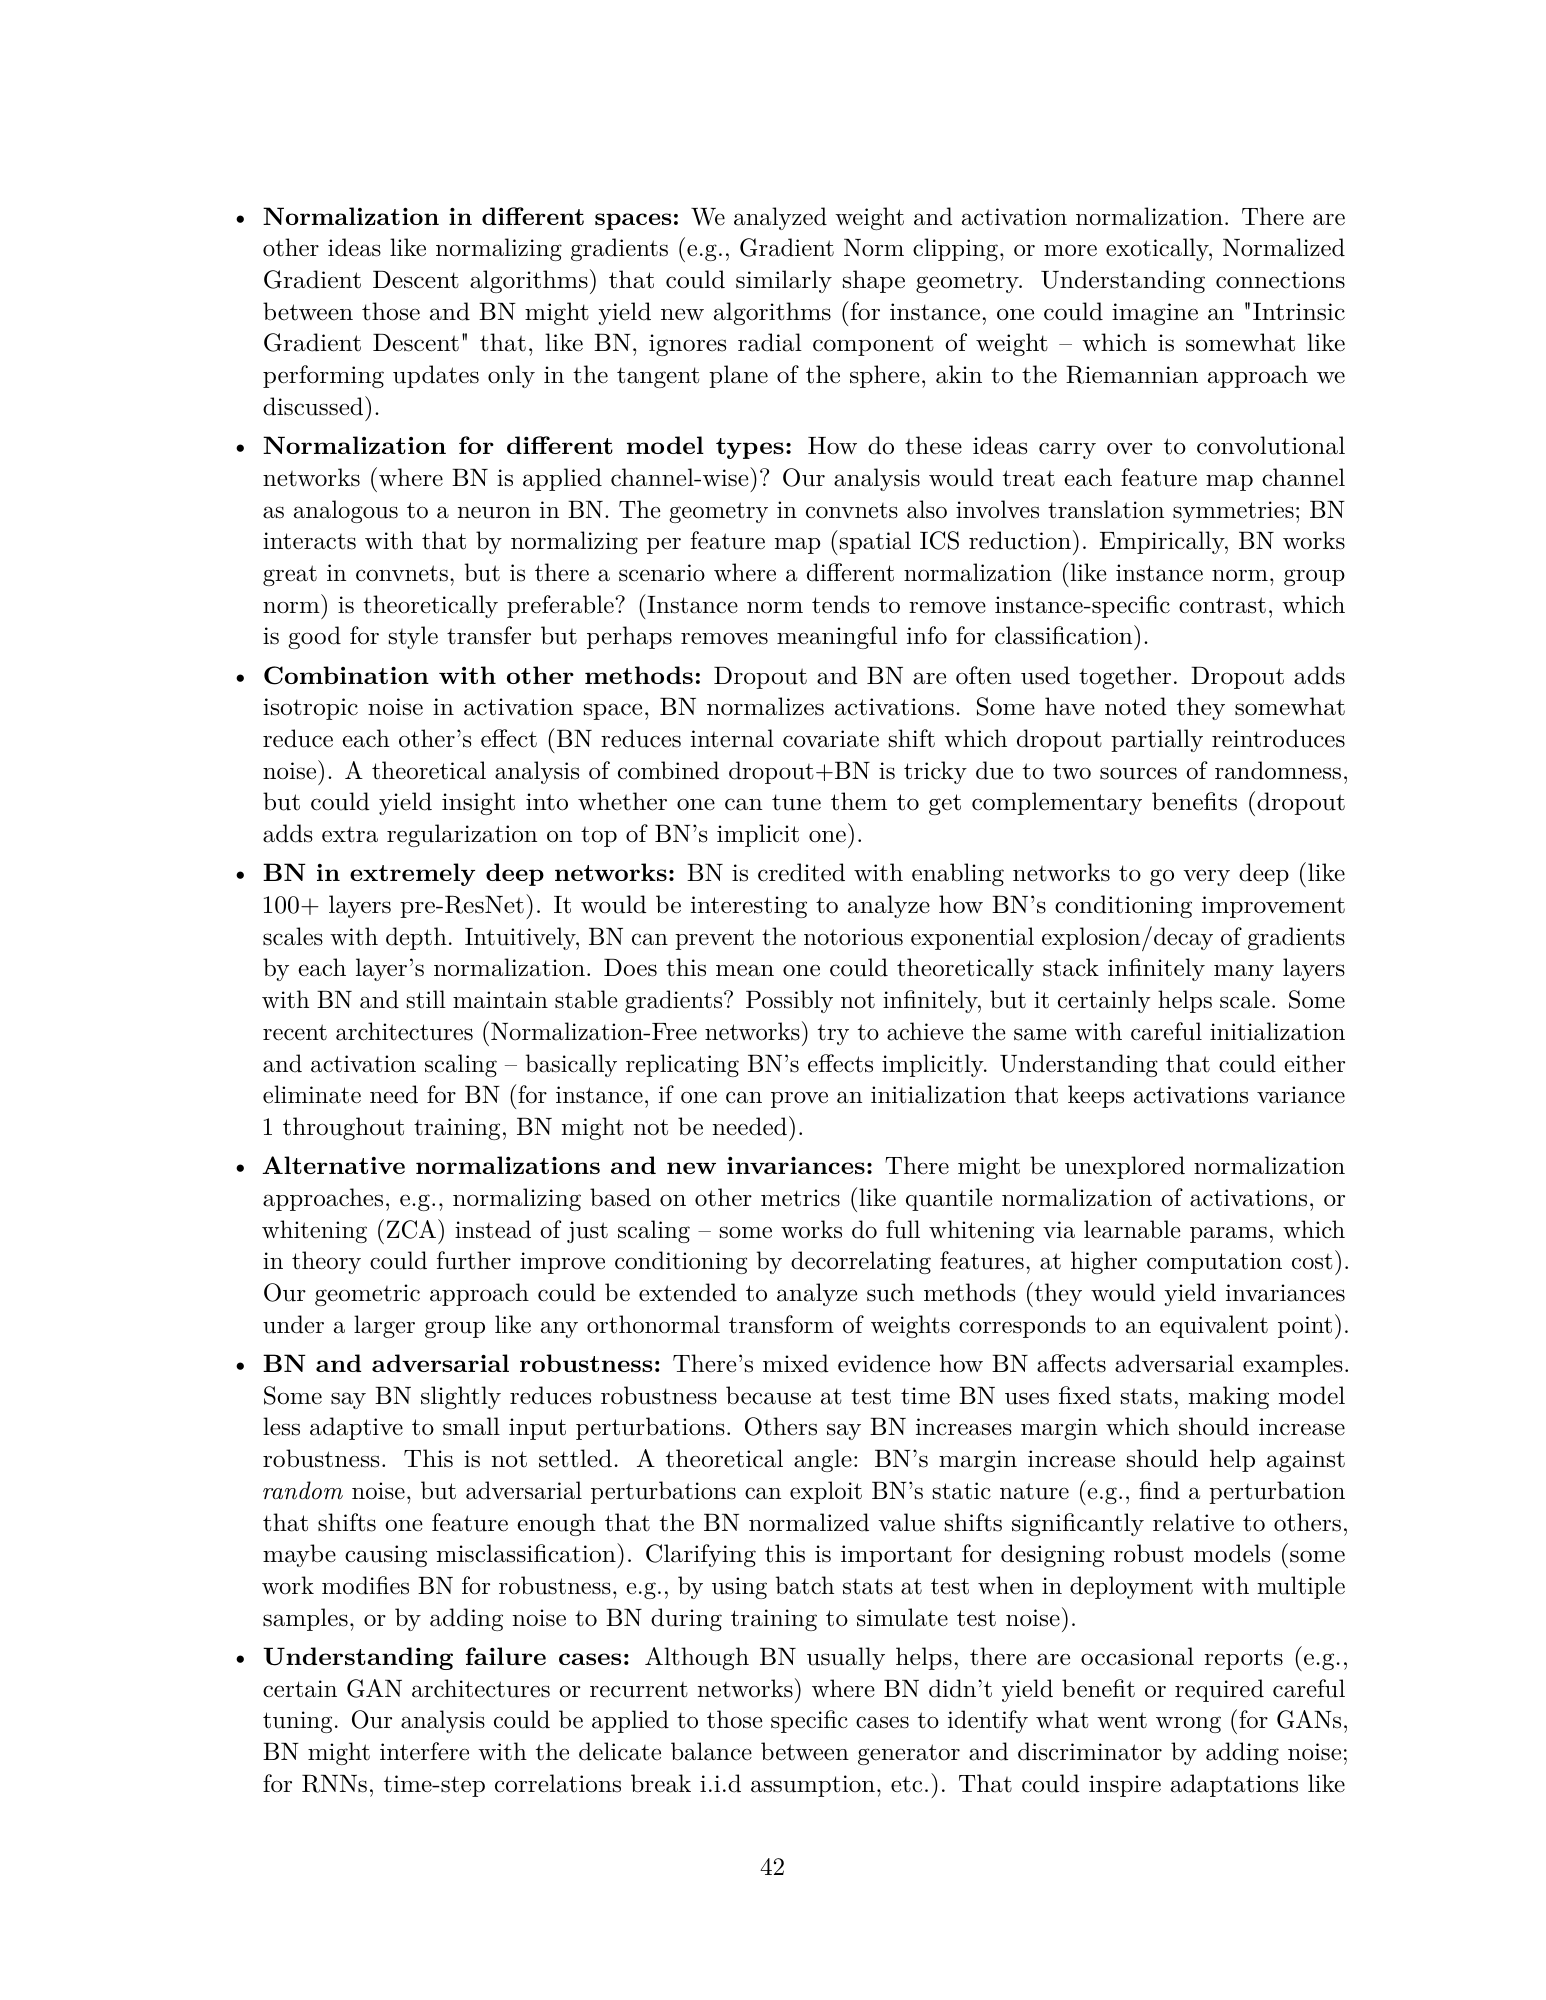 • Normalization in different spaces: We analyzed weight and activation normalization. There are
other ideas like normalizing gradients (e.g., Gradient Norm clipping, or more exotically, Normalized
Gradient Descent algorithms) that could similarly shape geometry. Understanding connections
between those and BN might yield new algorithms (for instance, one could imagine an "Intrinsic
Gradient Descent" that, like BN, ignores radial component of weight – which is somewhat like
performing updates only in the tangent plane of the sphere, akin to the Riemannian approach we
discussed).
• Normalization for different model types: How do these ideas carry over to convolutional
networks (where BN is applied channel-wise)? Our analysis would treat each feature map channel
as analogous to a neuron in BN. The geometry in convnets also involves translation symmetries; BN
interacts with that by normalizing per feature map (spatial ICS reduction). Empirically, BN works
great in convnets, but is there a scenario where a different normalization (like instance norm, group
norm) is theoretically preferable? (Instance norm tends to remove instance-specific contrast, which
is good for style transfer but perhaps removes meaningful info for classification).
• Combination with other methods: Dropout and BN are often used together. Dropout adds
isotropic noise in activation space, BN normalizes activations. Some have noted they somewhat
reduce each other’s effect (BN reduces internal covariate shift which dropout partially reintroduces
noise). A theoretical analysis of combined dropout+BN is tricky due to two sources of randomness,
but could yield insight into whether one can tune them to get complementary benefits (dropout
adds extra regularization on top of BN’s implicit one).
• BN in extremely deep networks: BN is credited with enabling networks to go very deep (like
100+ layers pre-ResNet). It would be interesting to analyze how BN’s conditioning improvement
scales with depth. Intuitively, BN can prevent the notorious exponential explosion/decay of gradients
by each layer’s normalization. Does this mean one could theoretically stack infinitely many layers
with BN and still maintain stable gradients? Possibly not infinitely, but it certainly helps scale. Some
recent architectures (Normalization-Free networks) try to achieve the same with careful initialization
and activation scaling – basically replicating BN’s effects implicitly. Understanding that could either
eliminate need for BN (for instance, if one can prove an initialization that keeps activations variance
1 throughout training, BN might not be needed).
• Alternative normalizations and new invariances: There might be unexplored normalization
approaches, e.g., normalizing based on other metrics (like quantile normalization of activations, or
whitening (ZCA) instead of just scaling – some works do full whitening via learnable params, which
in theory could further improve conditioning by decorrelating features, at higher computation cost).
Our geometric approach could be extended to analyze such methods (they would yield invariances
under a larger group like any orthonormal transform of weights corresponds to an equivalent point).
• BN and adversarial robustness: There’s mixed evidence how BN affects adversarial examples.
Some say BN slightly reduces robustness because at test time BN uses fixed stats, making model
less adaptive to small input perturbations. Others say BN increases margin which should increase
robustness. This is not settled. A theoretical angle: BN’s margin increase should help against
random noise, but adversarial perturbations can exploit BN’s static nature (e.g., find a perturbation
that shifts one feature enough that the BN normalized value shifts significantly relative to others,
maybe causing misclassification). Clarifying this is important for designing robust models (some
work modifies BN for robustness, e.g., by using batch stats at test when in deployment with multiple
samples, or by adding noise to BN during training to simulate test noise).
• Understanding failure cases: Although BN usually helps, there are occasional reports (e.g.,
certain GAN architectures or recurrent networks) where BN didn’t yield benefit or required careful
tuning. Our analysis could be applied to those specific cases to identify what went wrong (for GANs,
BN might interfere with the delicate balance between generator and discriminator by adding noise;
for RNNs, time-step correlations break i.i.d assumption, etc.). That could inspire adaptations like
42